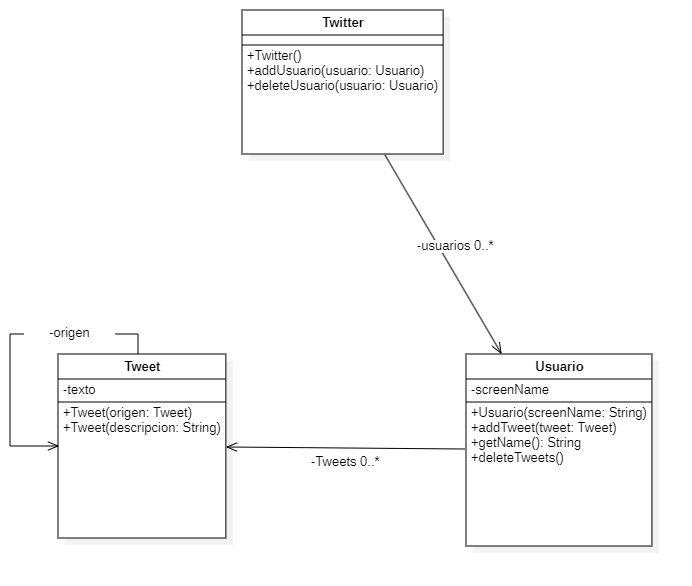 Twitter
+Twitter()
+addUsuario(usuario: Usuario)
+deleteUsuario(usuario: Usuario)
-usuarios 0..*
-origen
Tweet
-texto
+Tweet(origen: Tweet)
+Tweet(descripcion: String)
-Tweets 0..*
Usuario
-screenName
+Usuario(screenName: String)
+addTweet(tweet: Tweet)
+getName(): String
+deleteTweets()